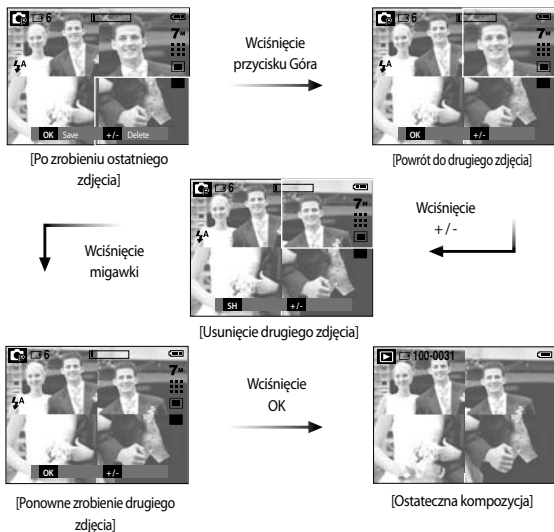 6
7M
A
OK Save +/- Delete
[Po zrobieniu ostatniego
zdjęcia]
Wciśnięcie
przycisku Góra
6
7M
A
OK +/-
[Powrót do drugiego zdjęcia]
Wciśnięcie
migawki
6
7M
A
SH +/-
[Usunięcie drugiego zdjęcia]
Wciśnięcie
+ / -
6
7M
A
OK +/-
[Ponowne zrobienie drugiego
zdjęcia]
Wciśnięcie
OK
100-0031
[Ostateczna kompozycja]